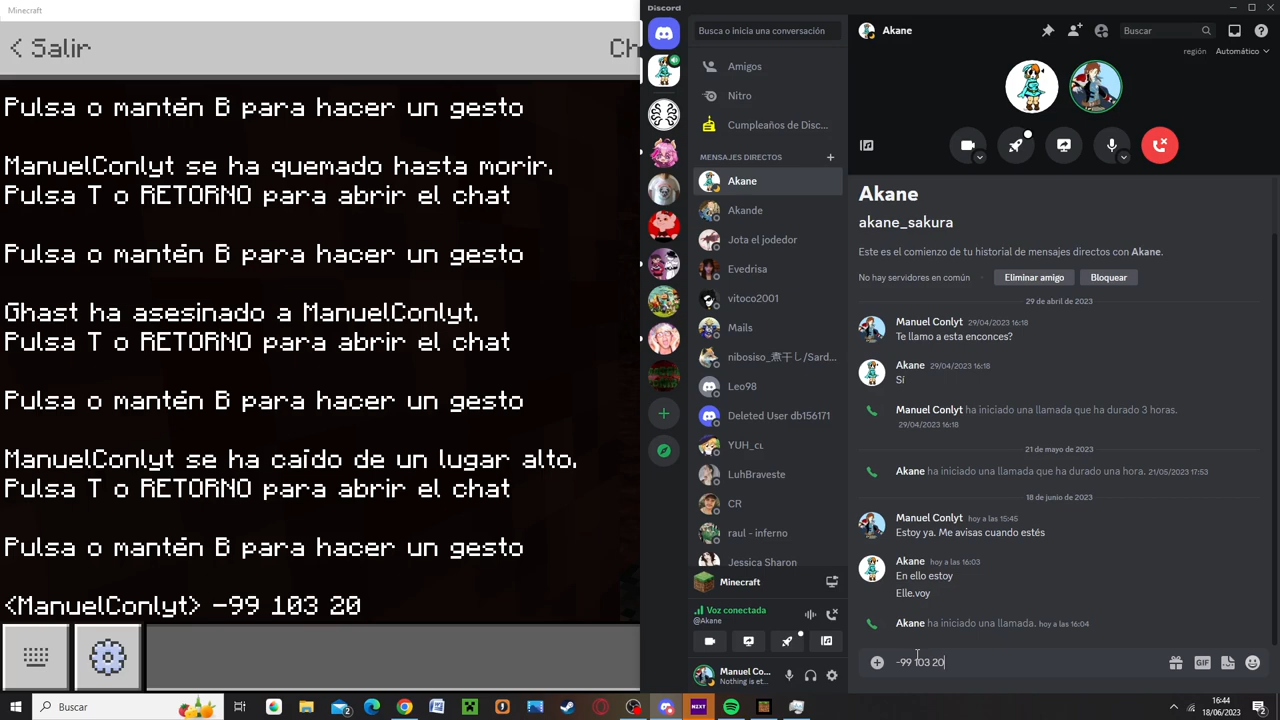 Minecraft
< Salir
Ch
Pulsa o mantén B para hacer un gesto
ManuelConlyt se ha quemado hasta morir.
Pulsa T o RETORNO para abrir el chat
Pulsa o mantén B para hacer un gesto
Ghast ha asesinado a ManuelConlyt.
Pulsa T o RETORNO para abrir el chat
Pulsa o mantén B para hacer un gesto
ManuelConlyt se ha caido de un lugar alto.
Pulsa T o RETORNO para abrir el chat
Pulsa o mantén B para hacer un gesto
<ManuelConlyt> -99 103 20
Discord
Busca o inicia una conversación
Amigos
Nitro
Cumpleaños de Disc...
MENSAJES DIRECTOS
Akane
Akande
Jota el jodedor
Evedrisa
vitoco2001
Mails
nibosiso_煮干し/Sard...
Leo98
Deleted User db156171
YUH_cʟ
LuhBraveste
CR
raul - inferno
Jessica Sharon
Minecraft
Voz conectada
@Akane
Manuel Co...
Nothing is et...
Akane
Buscar
región Automático
Akane
akane_sakura
Este es el comienzo de tu historial de mensajes directos con Akane.
No hay servidores en común
Eliminar amigo
Bloquear
29 de abril de 2023
Manuel Conlyt 29/04/2023 16:18
Te llamo a esta enconces?
Akane 29/04/2023 16:18
Sí
Manuel Conlyt ha iniciado una llamada que ha durado 3 horas.
29/04/2023 16:18
21 de mayo de 2023
Akane ha iniciado una llamada que ha durado una hora. 21/05/2023 17:53
18 de junio de 2023
Manuel Conlyt hoy a las 15:45
Estoy ya. Me avisas cuando estés
Akane hoy a las 16:03
En ello estoy
Elle.voy
Akane ha iniciado una llamada. hoy a las 16:04
-99 103 20
GIF
Buscar
2
NZXT
16:44
18/06/2023